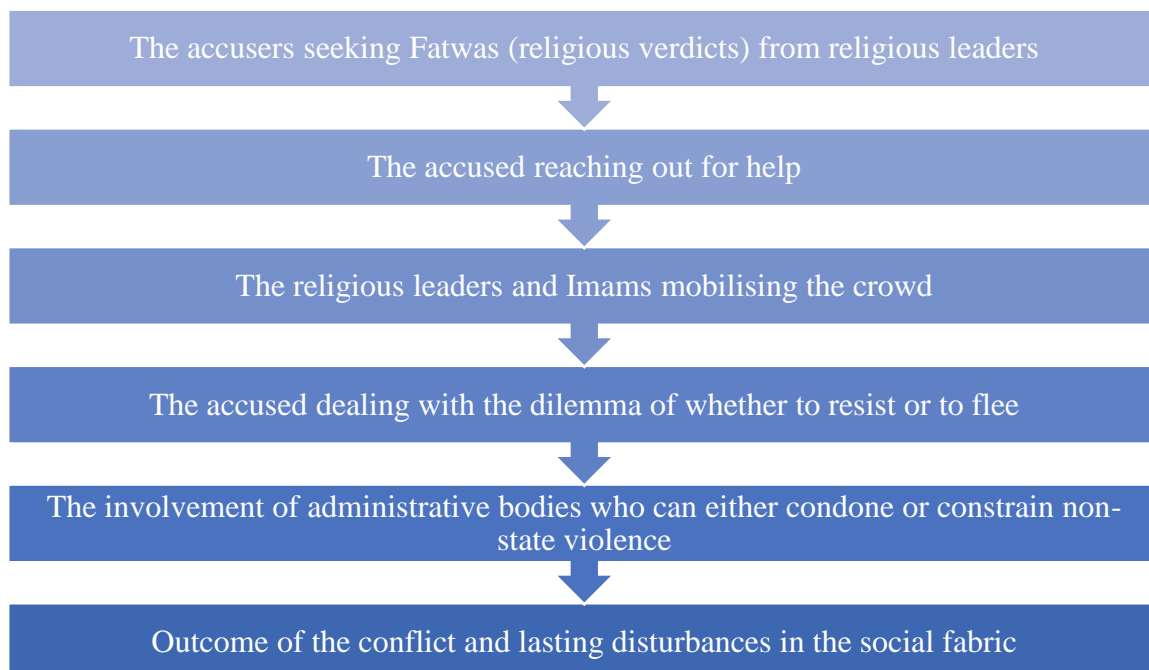 The accusers seeking Fatwas (religious verdicts) from religious leaders
The accused reaching out for help
The religious leaders and Imams mobilising the crowd
The accused dealing with the dilemma of whether to resist or to flee
The involvement of administrative bodies who can either condone or constrain non-
state violence
Outcome of the conflict and lasting disturbances in the social fabric